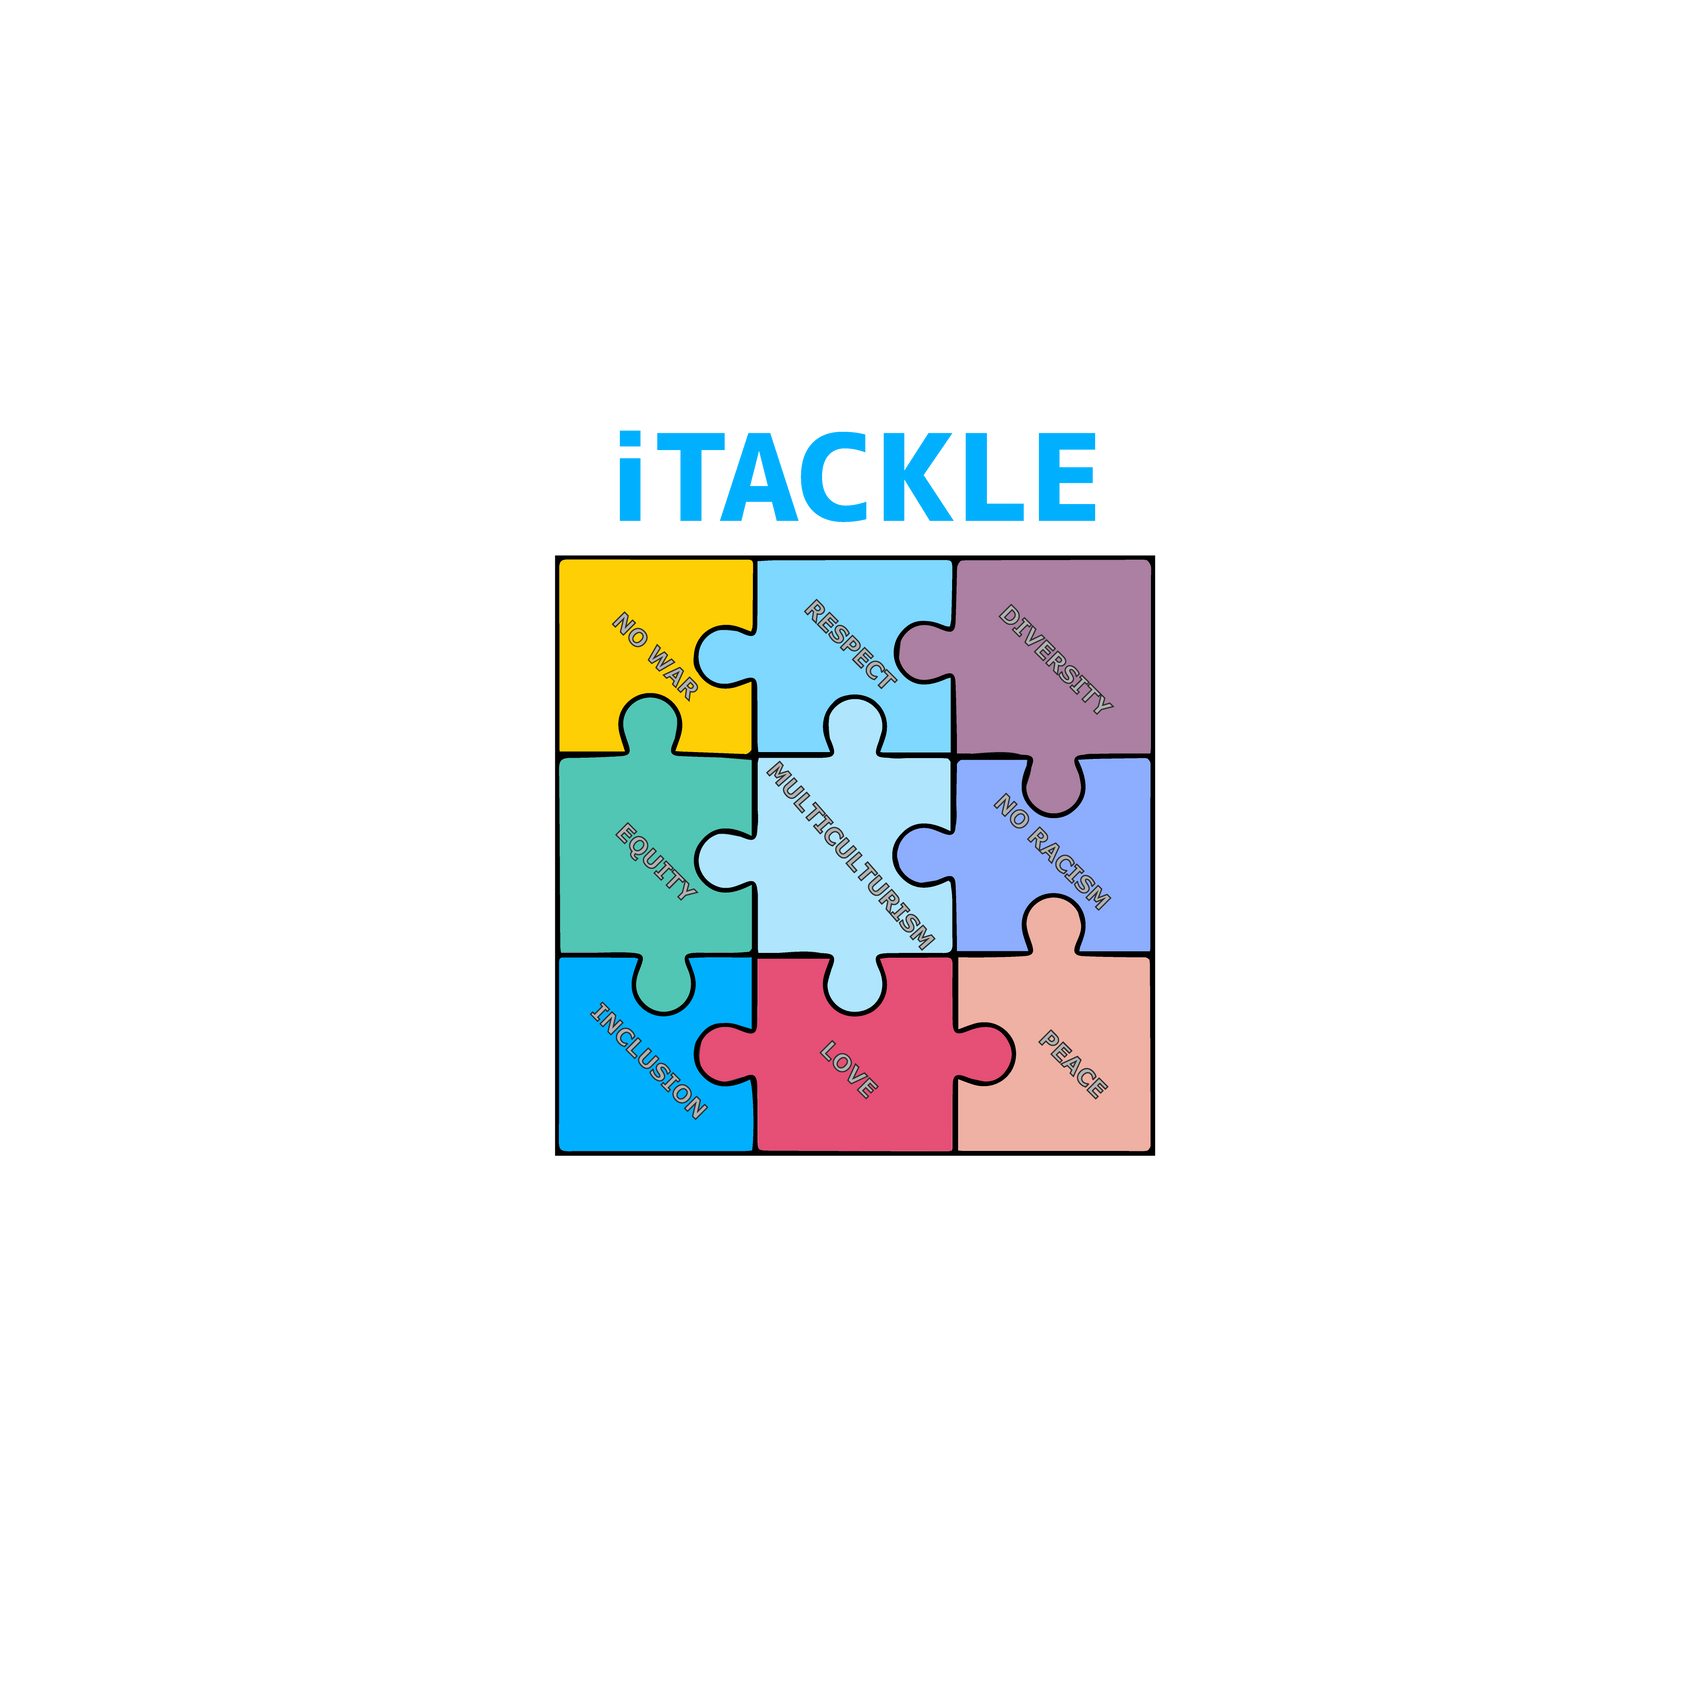 iTACKLE
NO WAR
RESPECT
DIVERSITY
EQUITY
MULTICULTURISM
NO RACISM
INCLUSION
LOVE
PEACE